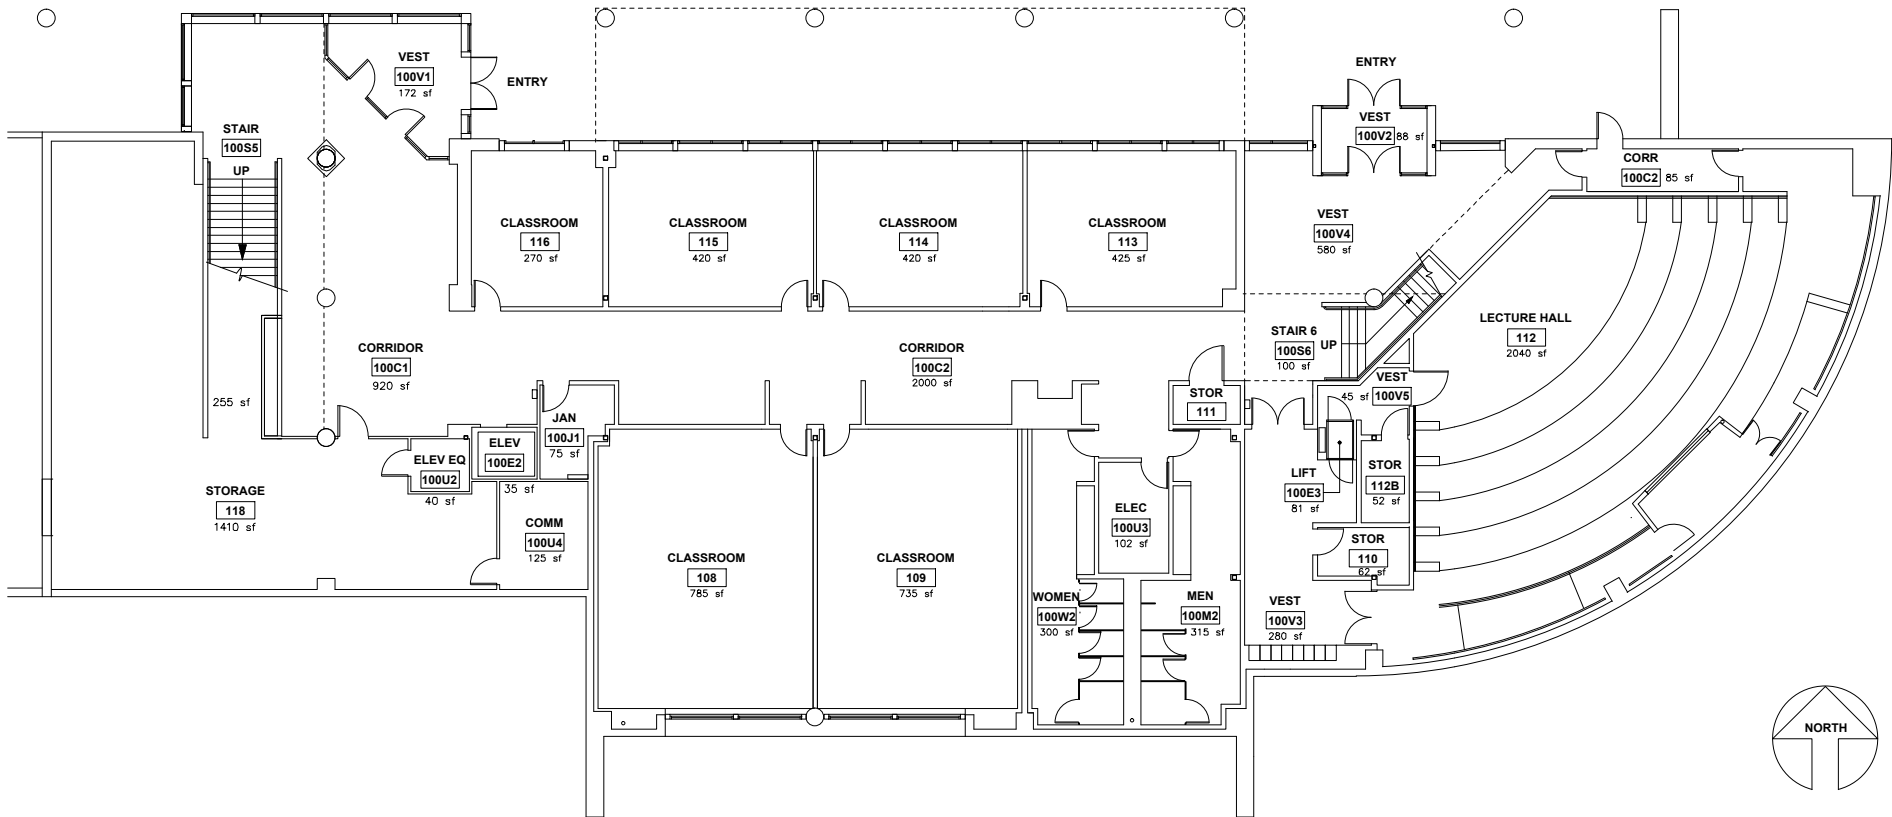 VEST
100V1
172 sf
ENTRY
STAIR
100S5
UP
ENTRY
VEST
100V2 88 sf
CORR
100C2 85 sf
CLASSROOM
116
270 sf
CLASSROOM
115
420 sf
CLASSROOM
114
420 sf
CLASSROOM
113
425 sf
VEST
100V4
580 sf
LECTURE HALL
112
2040 sf
CORRIDOR
100C1
920 sf
CORRIDOR
100C2
2000 sf
STAIR 6
100S6
100 sf
UP
VEST
45 sf 100V5
STOR
111
255 sf
JAN
100J1
75 sf
ELEV
100E2
35 sf
ELEV EQ
100U2
40 sf
STORAGE
118
1410 sf
COMM
100U4
125 sf
CLASSROOM
108
785 sf
CLASSROOM
109
735 sf
ELEC
100U3
102 sf
LIFT
100E3
81 sf
STOR
112B
52 sf
STOR
110
62 sf
WOMEN
100W2
300 sf
MEN
100M2
315 sf
VEST
100V3
280 sf
NORTH